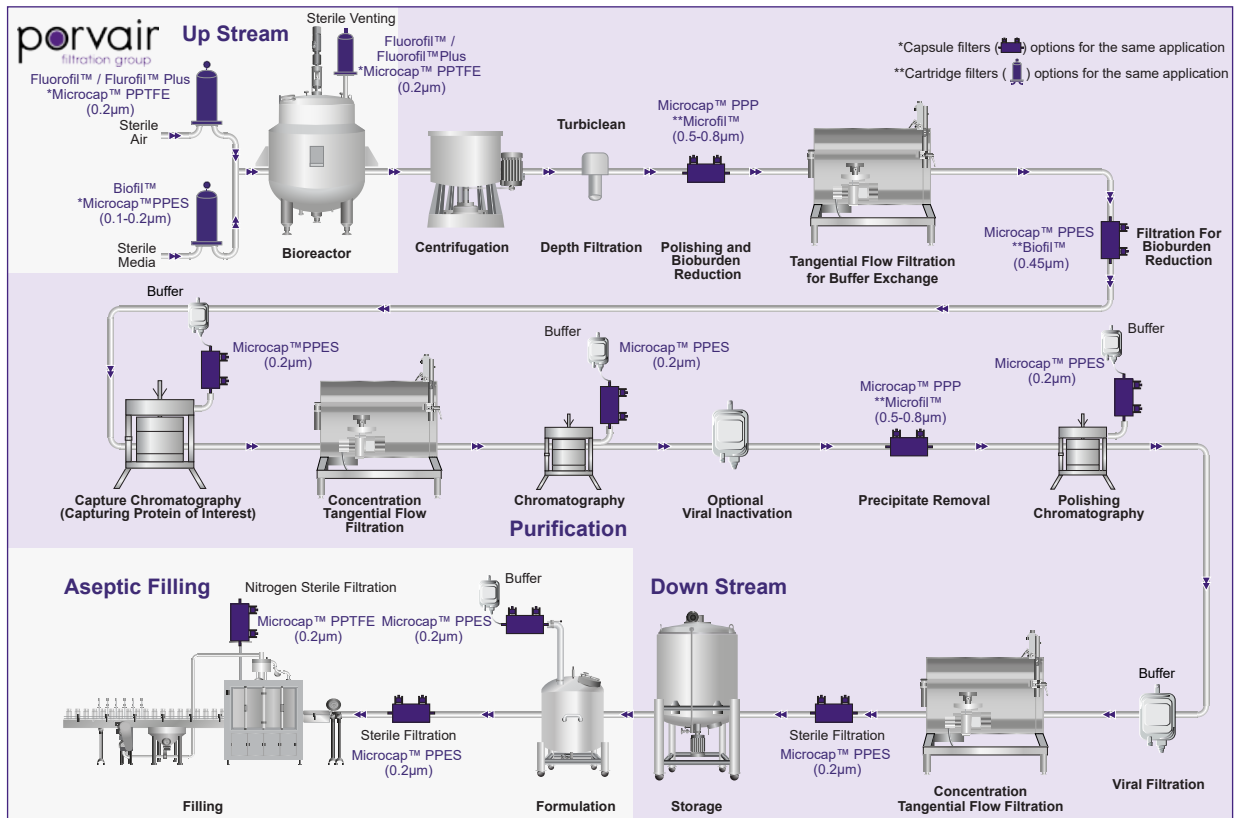 porvair
filtration group
Up Stream
Sterile Venting
Fluorofil™ /
Fluorofil™Plus
*Microcap™ PPTFE
(0.2µm)
*Capsule filters ( ) options for the same application
**Cartridge filters ( ) options for the same application
Fluorofil™ / Flurofil™ Plus
*Microcap™ PPTFE
(0.2µm)
Sterile
Air
Biofil™
*Microcap™PPES
(0.1-0.2µm)
Sterile
Media
Bioreactor
Centrifugation
Turbiclean
Depth Filtration
Microcap™ PPP
**Microfil™
(0.5-0.8µm)
Polishing and
Bioburden
Reduction
Tangential Flow Filtration
for Buffer Exchange
Microcap™ PPES
**Biofil™
(0.45µm)
Filtration For
Bioburden
Reduction
Buffer
Microcap™PPES
(0.2µm)
Capture Chromatography
(Capturing Protein of Interest)
Concentration
Tangential Flow
Filtration
Buffer
Microcap™ PPES
(0.2µm)
Chromatography
Purification
Optional
Viral Inactivation
Microcap™ PPP
**Microfil™
(0.5-0.8µm)
Precipitate Removal
Buffer
Microcap™ PPES
(0.2µm)
Polishing
Chromatography
Aseptic Filling
Nitrogen Sterile Filtration
Microcap™ PPTFE
(0.2µm)
Buffer
Microcap™ PPES
(0.2µm)
Sterile Filtration
Microcap™ PPES
(0.2µm)
Filling
Formulation
Down Stream
Storage
Sterile Filtration
Microcap™ PPES
(0.2µm)
Concentration
Tangential Flow Filtration
Buffer
Viral Filtration